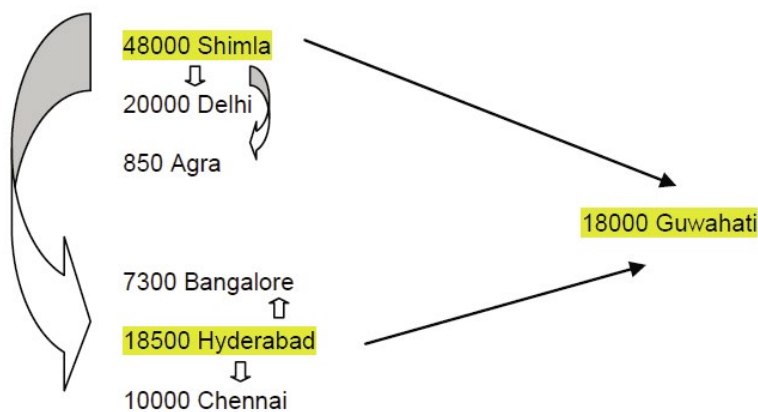 48000 Shimla
20000 Delhi
850 Agra
18000 Guwahati
7300 Bangalore
18500 Hyderabad
10000 Chennai